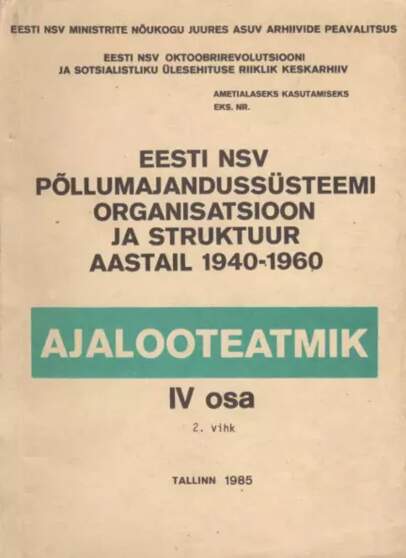 EESTI NSV MINISTRITE NÕUKOGU JUURES ASUV ARHIIVIDE PEAVALITSUS
EESTI NSV OKTOOBRIREVOLUTSIOONI
JA SOTSIALISTLIKU ÜLESEHITUSE RIIKLIK KESKARHIIV
AMETIALASEKS KASUTAMISEKS
EKS. NR.
EESTI NSV
PÕLLUMAJANDUSSÜSTEEMI
ORGANISATSIOON
JA STRUKTUUR
AASTAIL 1940-1960
AJALOOTEATMIK
IV osa
2. vihk
TALLINN 1985